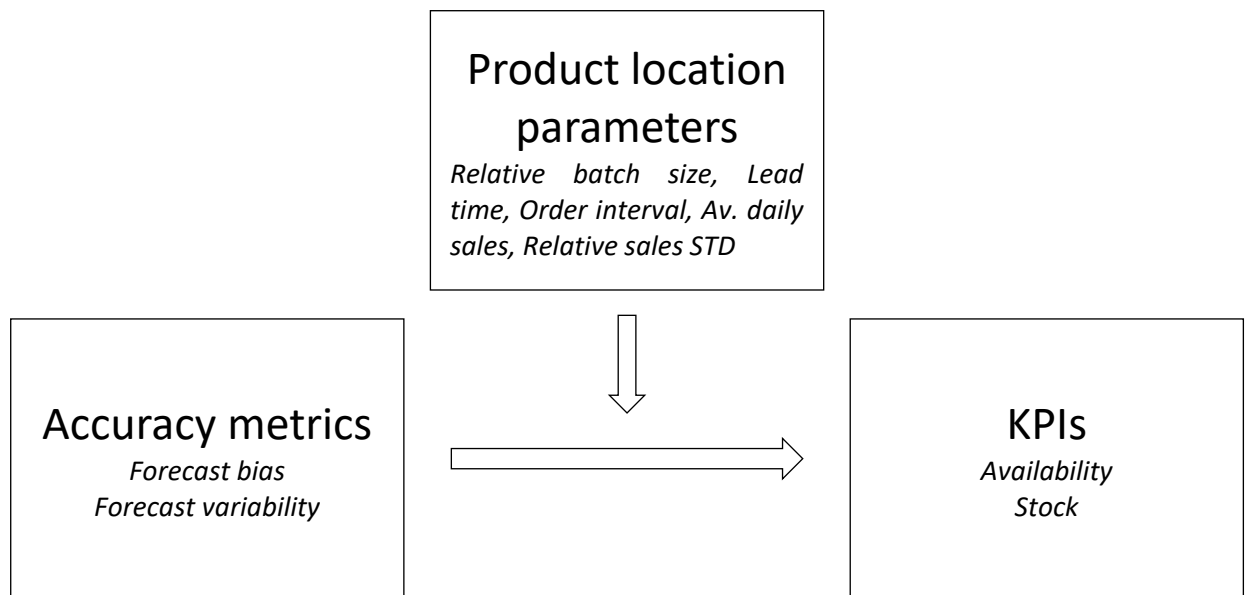 Product location
parameters
Relative batch size, Lead
time, Order interval, Av. daily
sales, Relative sales STD
Accuracy metrics
Forecast bias
Forecast variability
KPIs
Availability
Stock